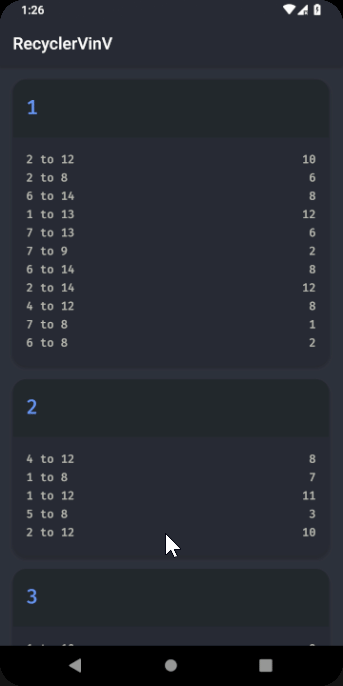 1:26
RecyclerVinV
1
2 to 12 10
2 to 8 6
6 to 14 8
1 to 13 12
7 to 13 6
7 to 9 2
6 to 14 8
2 to 14 12
4 to 12 8
7 to 8 1
6 to 8 2
2
4 to 12 8
1 to 8 7
1 to 12 11
5 to 8 3
2 to 12 10
3